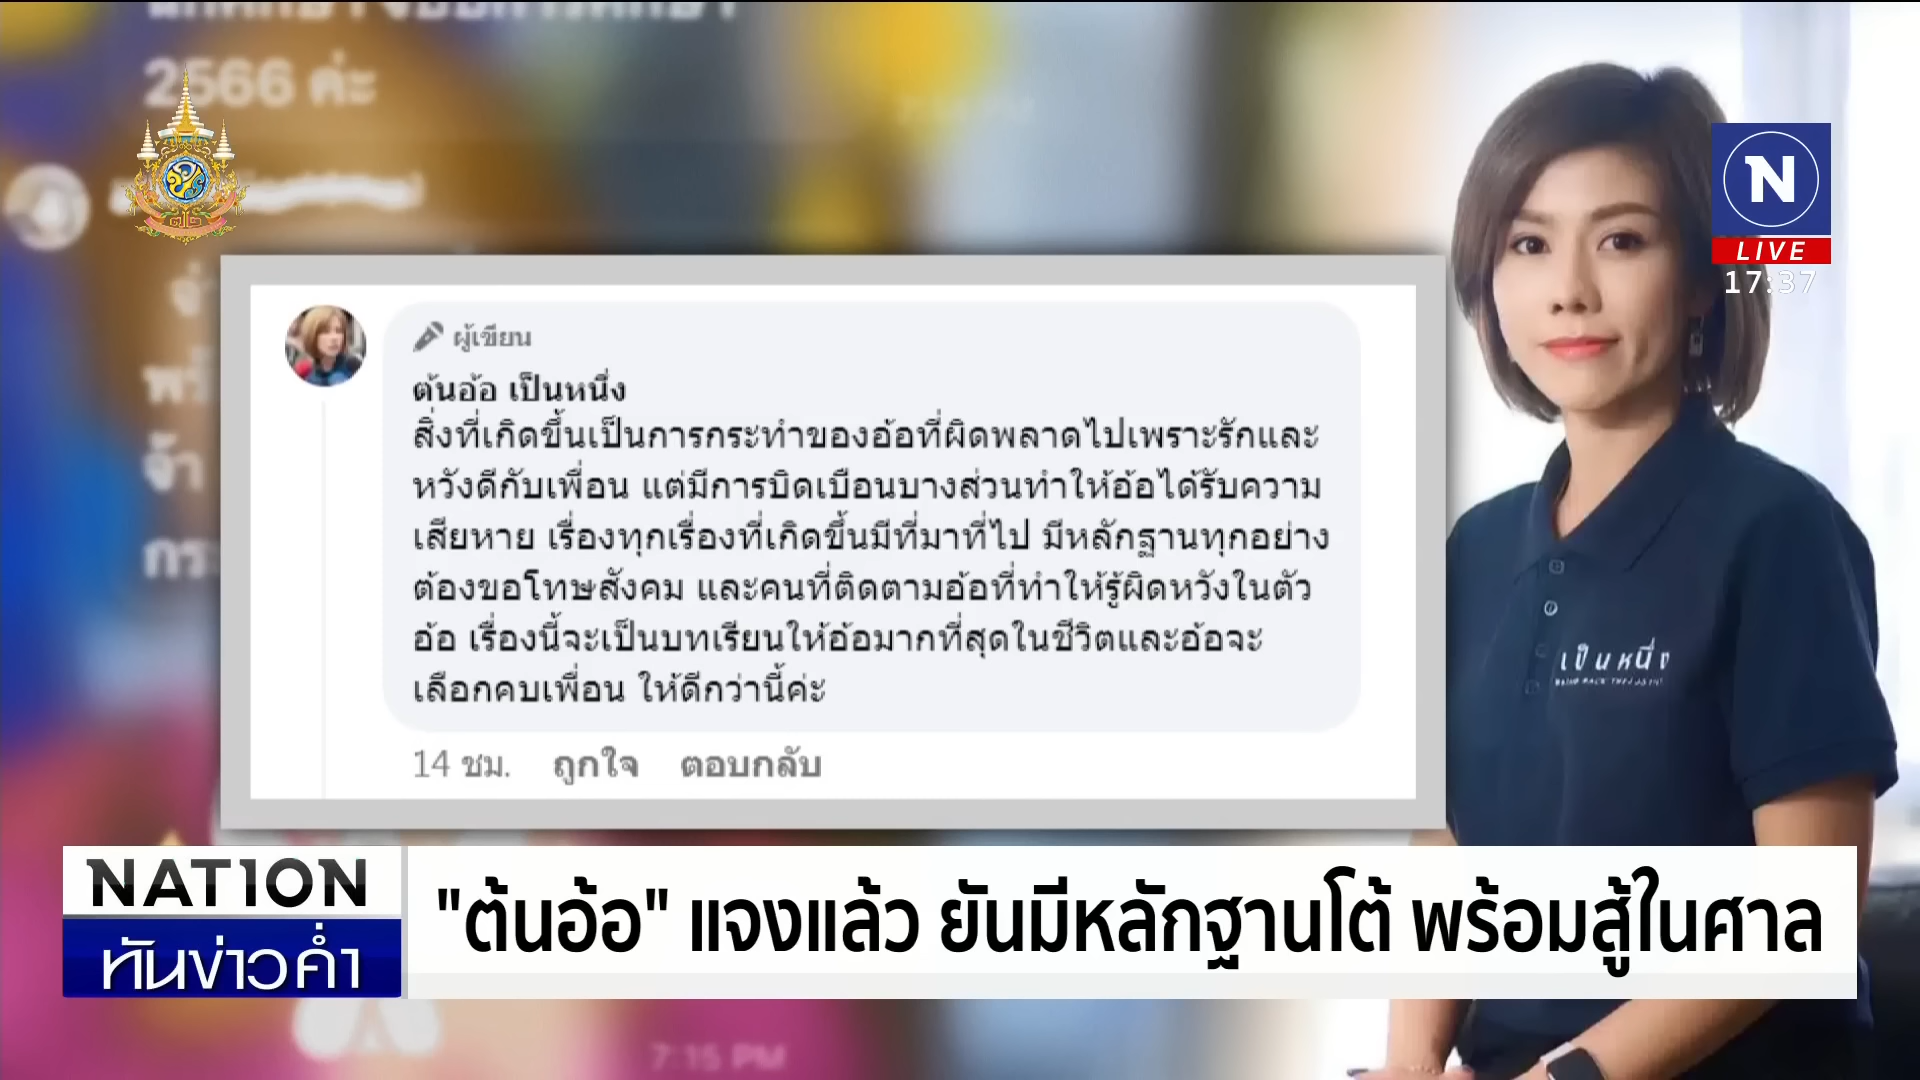 2566 ค่ะ
N
LIVE
17:37
ผู้เขียน
ต้นอ้อ เป็นหนึ่ง
สิ่งที่เกิดขึ้นเป็นการกระทำของอ้อที่ผิดพลาดไปเพราะรักและ
หวังดีกับเพื่อน แต่มีการบิดเบือนบางส่วนทำให้อ้อได้รับความ
เสียหาย เรื่องทุกเรื่องที่เกิดขึ้นมีที่มาที่ไป มีหลักฐานทุกอย่าง
ต้องขอโทษสังคม และคนที่ติดตามอ้อที่ทำให้รู้ผิดหวังในตัว
อ้อ เรื่องนี้จะเป็นบทเรียนให้อ้อมากที่สุดในชีวิตและอ้อจะ
เลือกคบเพื่อน ให้ดีกว่านี้ค่ะ
14 ชม. ถูกใจ ตอบกลับ
จ้า
เป็นหนึ่ง
NATION
ทันข่าวค่ำ
"ต้นอ้อ" แจงแล้ว ยันมีหลักฐานโต้ พร้อมสู้ในศาล
7:15 PM